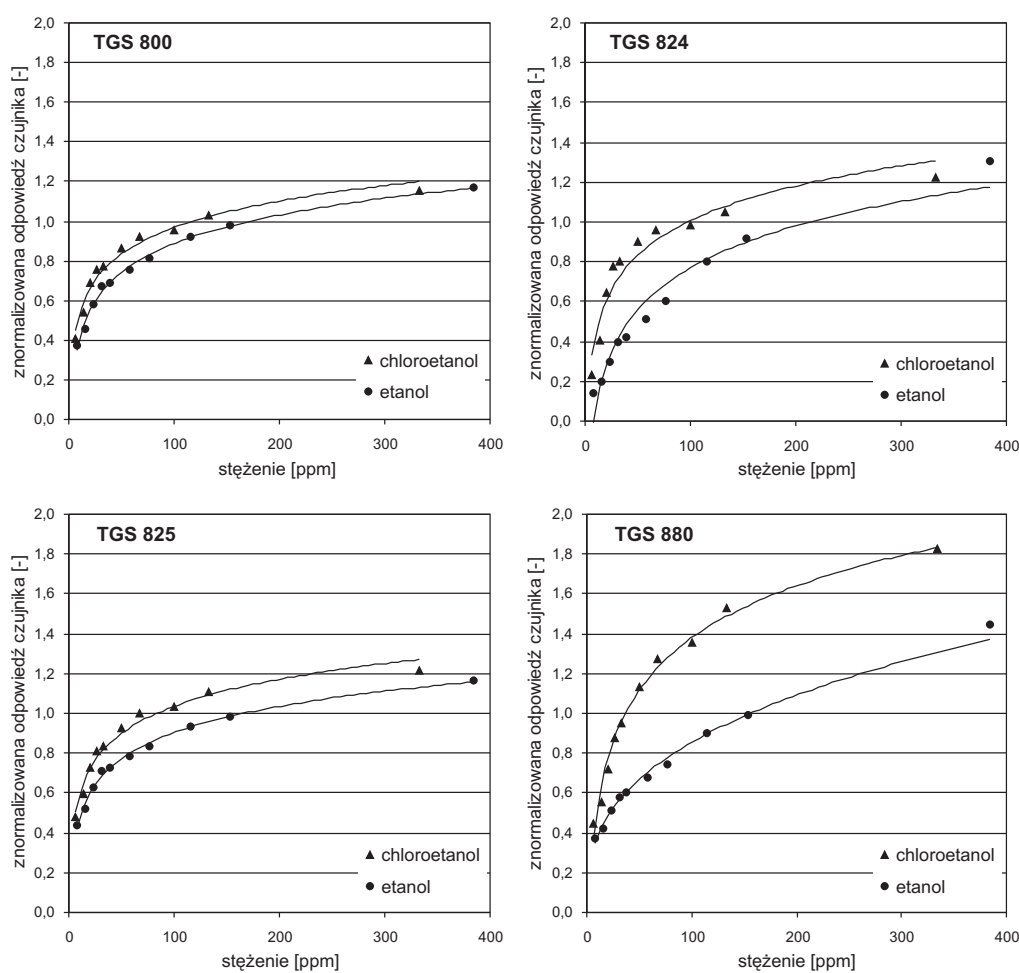 TGS 800
znormalizowana odpowiedź czujnika [-]
2,0
1,8
1,6
1,4
1,2
1,0
0,8
0,6
0,4
0,2
0,0
chloroetanol
etanol
0 100 200 300 400
stężenie [ppm]
TGS 824
znormalizowana odpowiedź czujnika [-]
2,0
1,8
1,6
1,4
1,2
1,0
0,8
0,6
0,4
0,2
0,0
chloroetanol
etanol
0 100 200 300 400
stężenie [ppm]
TGS 825
znormalizowana odpowiedź czujnika [-]
2,0
1,8
1,6
1,4
1,2
1,0
0,8
0,6
0,4
0,2
0,0
chloroetanol
etanol
0 100 200 300 400
stężenie [ppm]
TGS 880
znormalizowana odpowiedź czujnika [-]
2,0
1,8
1,6
1,4
1,2
1,0
0,8
0,6
0,4
0,2
0,0
chloroetanol
etanol
0 100 200 300 400
stężenie [ppm]